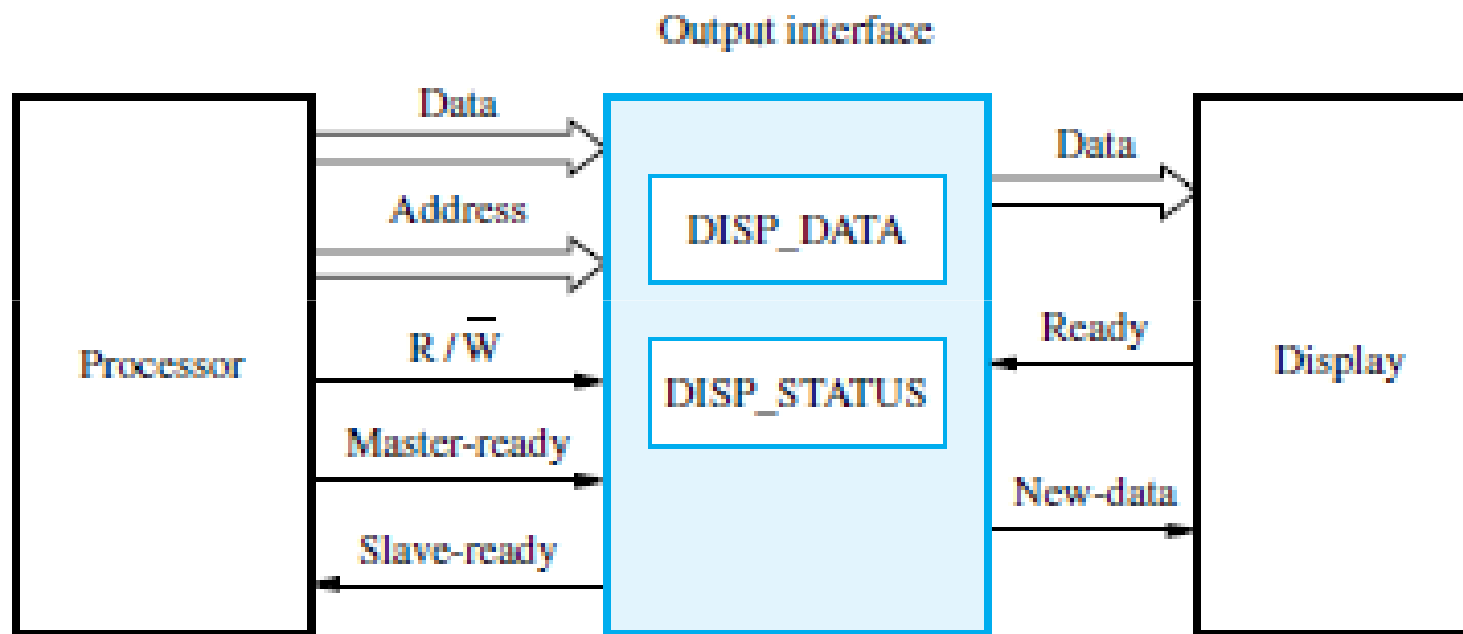 Output interface
Processor
Data
Address
R / W̅
Master-ready
Slave-ready
DISP_DATA
DISP_STATUS
Data
Ready
New-data
Display